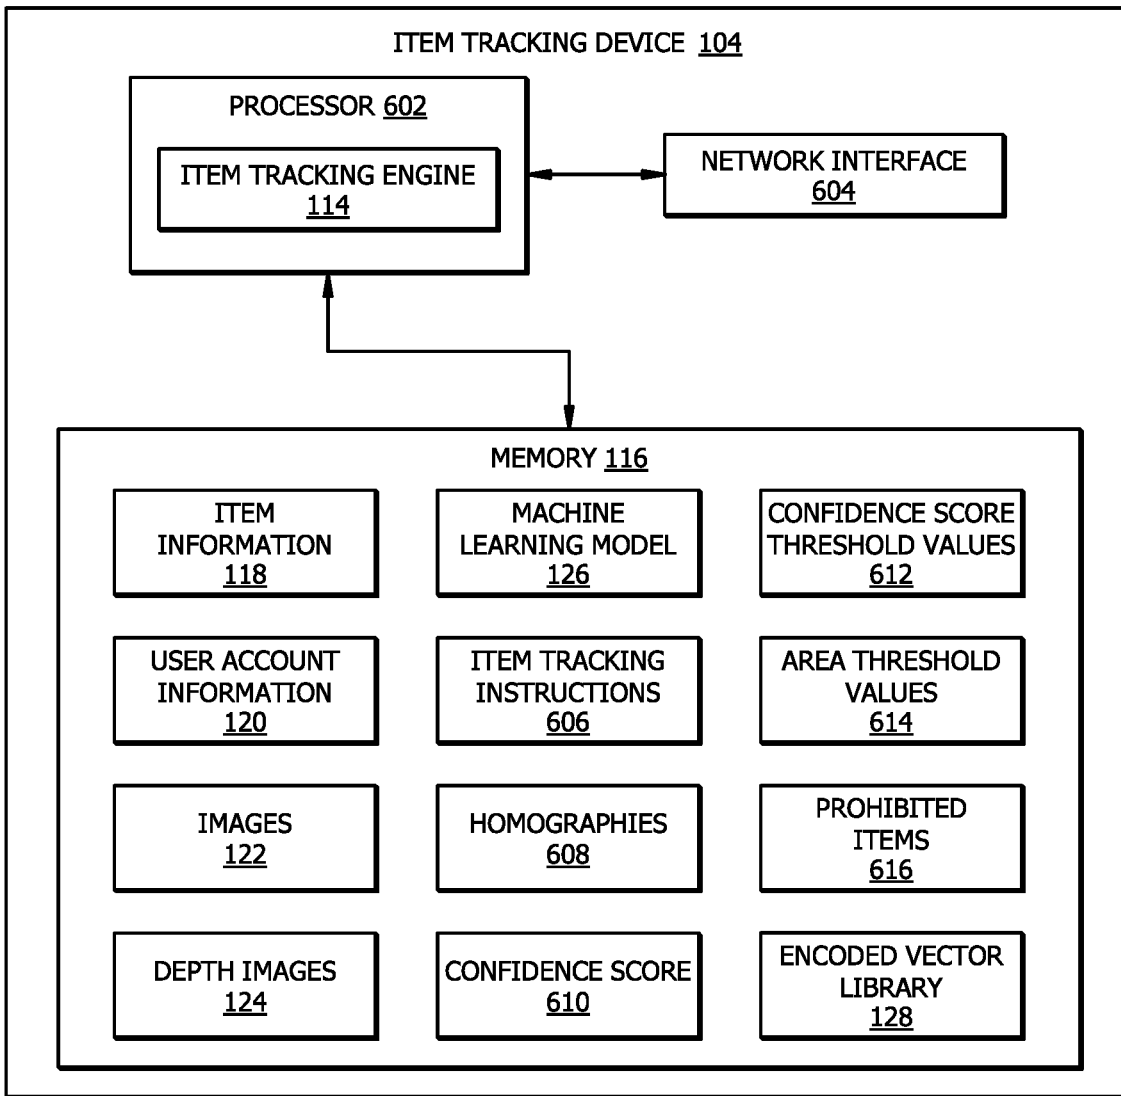 ITEM TRACKING DEVICE 104
PROCESSOR 602
ITEM TRACKING ENGINE
114
NETWORK INTERFACE
604
MEMORY 116
ITEM
INFORMATION
118
MACHINE
LEARNING MODEL
126
CONFIDENCE SCORE
THRESHOLD VALUES
612
USER ACCOUNT
INFORMATION
120
ITEM TRACKING
INSTRUCTIONS
606
AREA THRESHOLD
VALUES
614
IMAGES
122
HOMOGRAPHIES
608
PROHIBITED
ITEMS
616
DEPTH IMAGES
124
CONFIDENCE SCORE
610
ENCODED VECTOR
LIBRARY
128